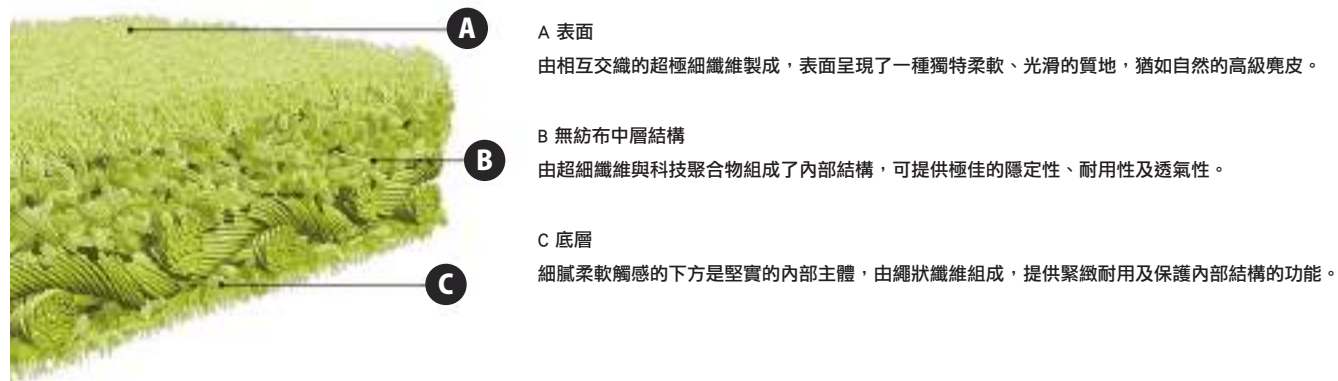 A
A 表面
由相互交織的超極細纖維製成，表面呈現了一種獨特柔軟、光滑的質地，猶如自然的高級麂皮。
B
B 無紡布中層結構
由超細纖維與科技聚合物組成了內部結構，可提供極佳的隱定性、耐用性及透氣性。
C 底層
C
細膩柔軟觸感的下方是堅實的內部主體，由繩狀纖維組成，提供緊緻耐用及保護內部結構的功能。